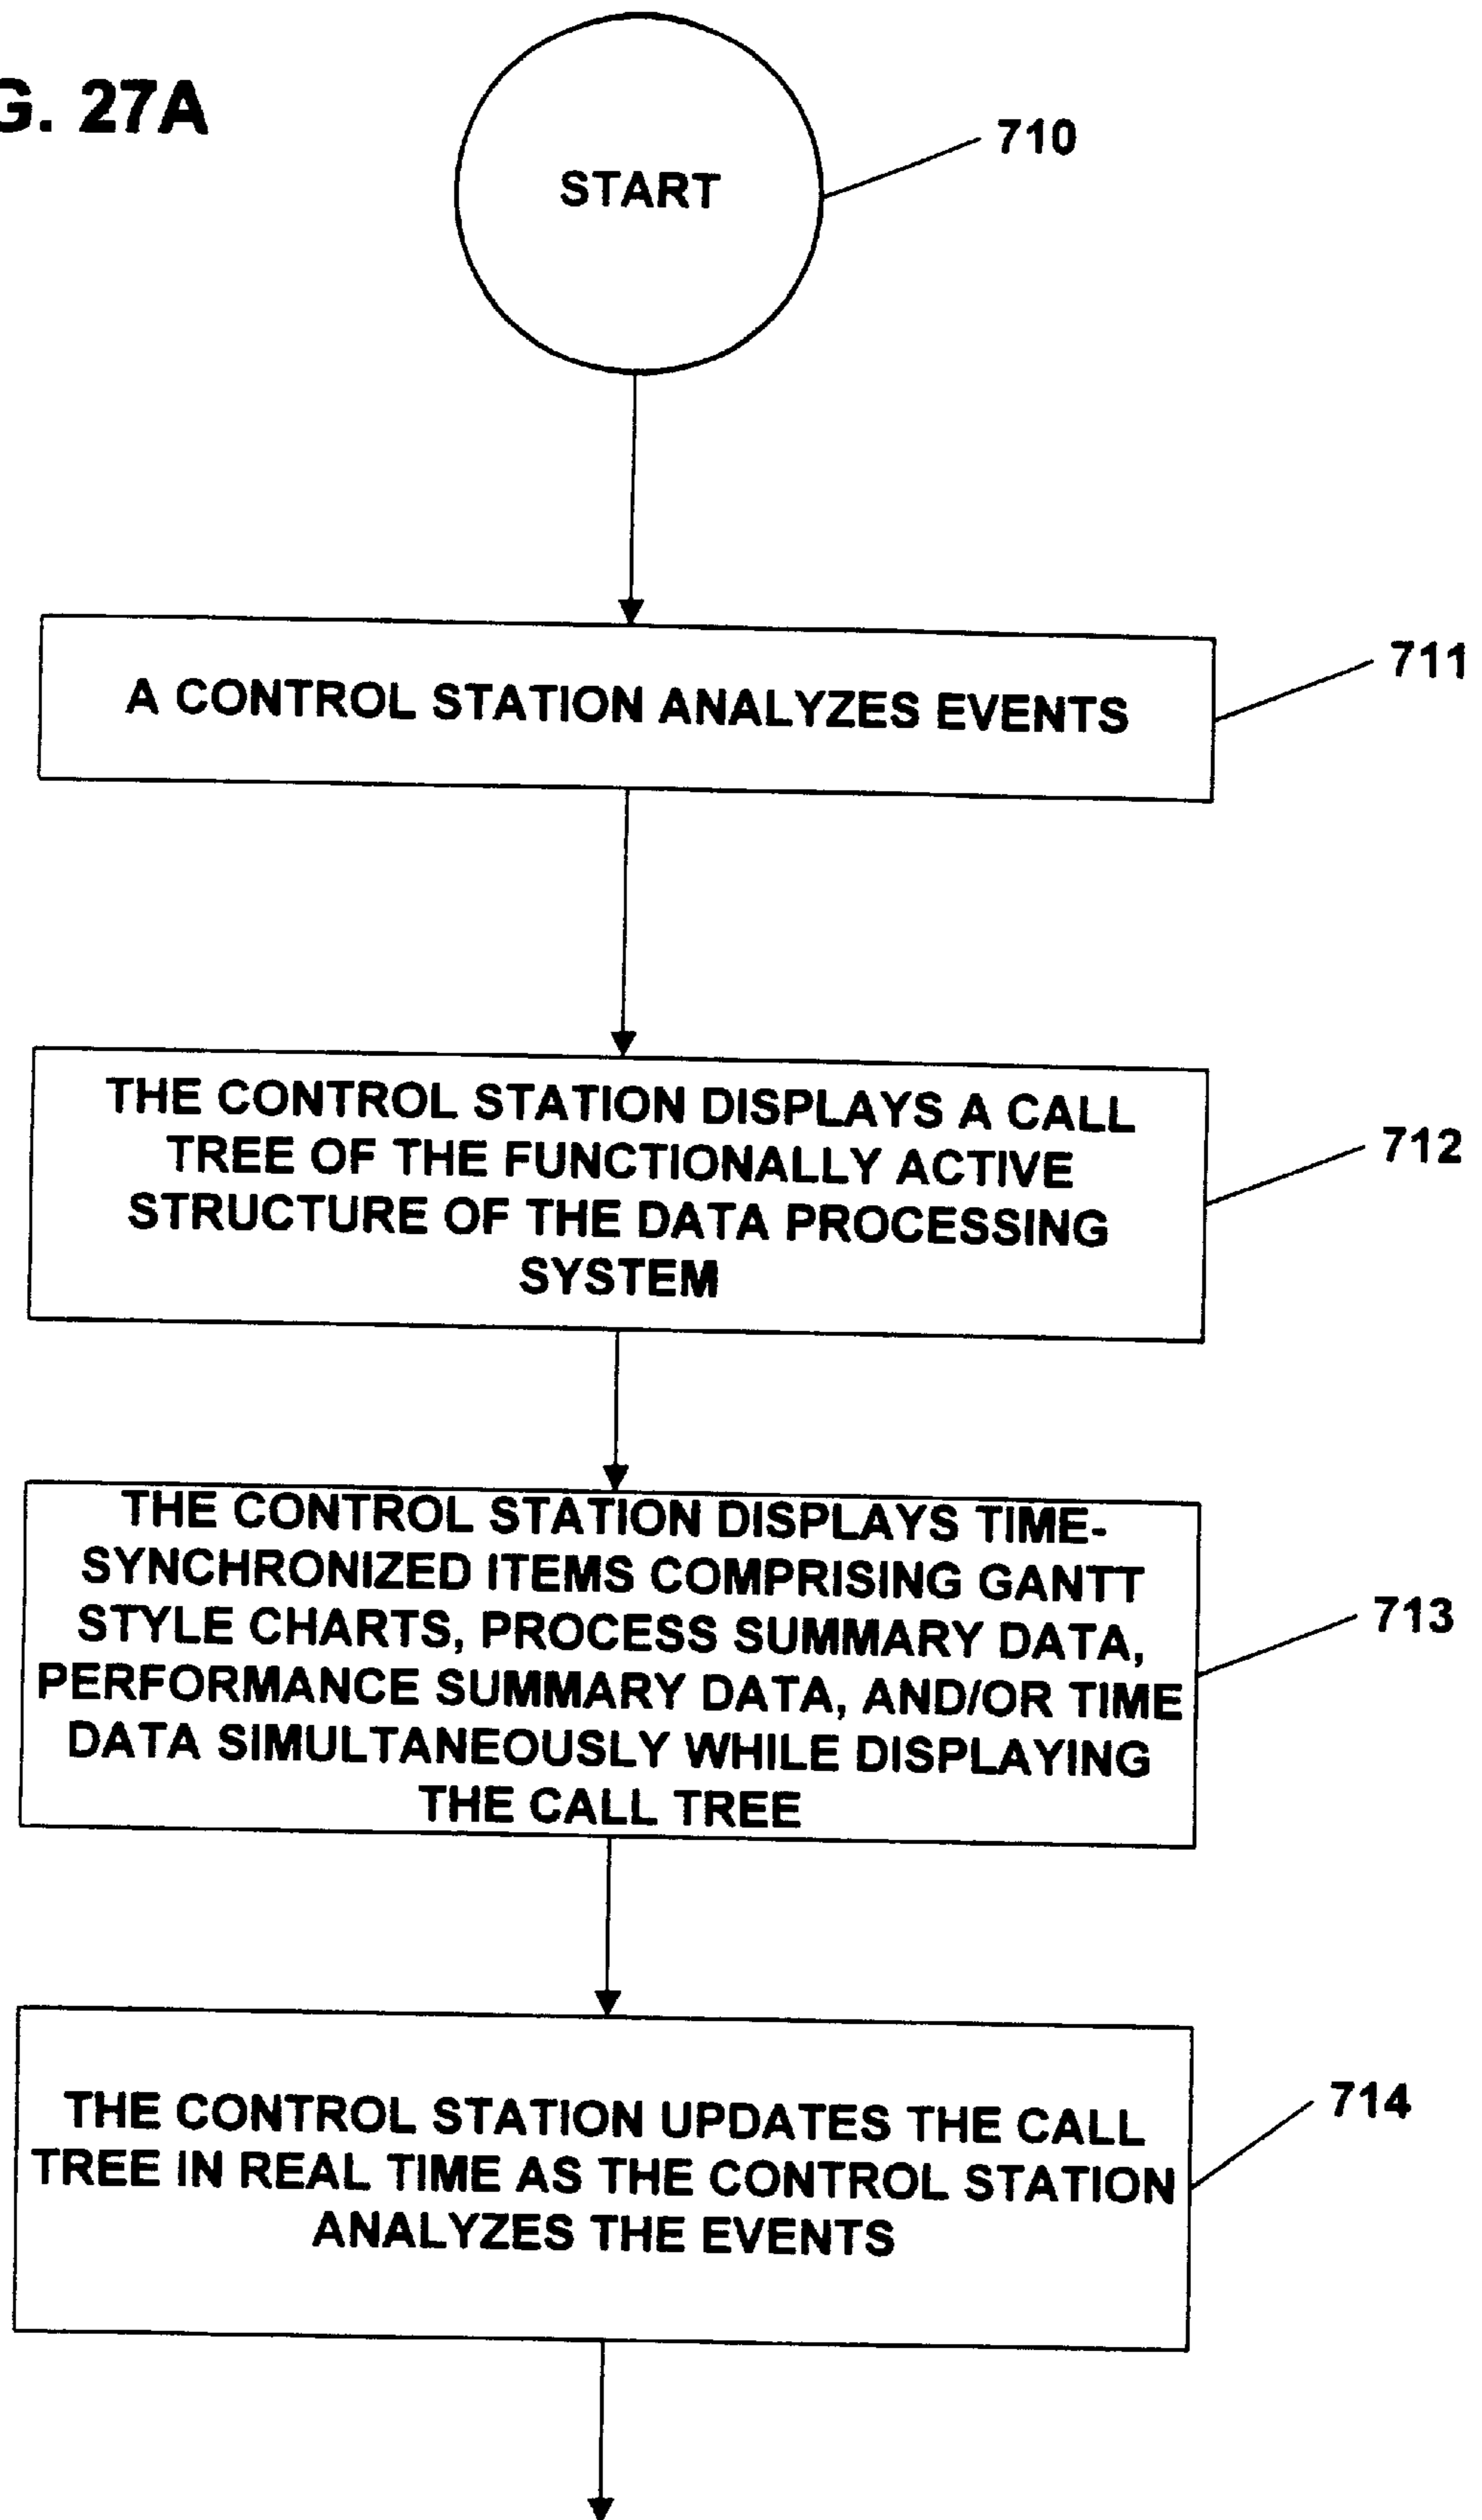 G. 27A
710
START
711
A CONTROL STATION ANALYZES EVENTS
THE CONTROL STATION DISPLAYS A CALL
TREE OF THE FUNCTIONALLY ACTIVE
STRUCTURE OF THE DATA PROCESSING
SYSTEM
712
THE CONTROL STATION DISPLAYS TIME-
SYNCHRONIZED ITEMS COMPRISING GANTT
STYLE CHARTS, PROCESS SUMMARY DATA,
PERFORMANCE SUMMARY DATA, AND/OR TIME
DATA SIMULTANEOUSLY WHILE DISPLAYING
THE CALL TREE
713
THE CONTROL STATION UPDATES THE CALL
TREE IN REAL TIME AS THE CONTROL STATION
ANALYZES THE EVENTS
714